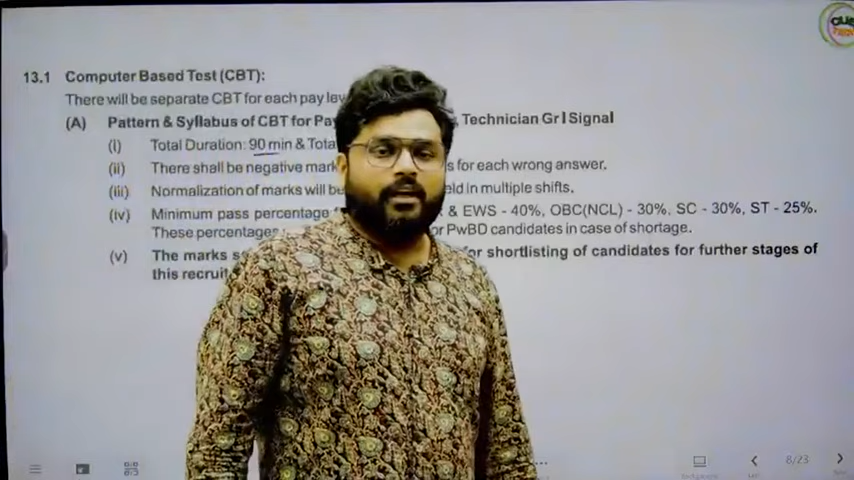 13.1 Computer Based Test (CBT):
There will be separate CBT for each pay lev
(A) Pattern & Syllabus of CBT for Pay Technician Gr I Signal
(i) Total Duration: 90 min & Tota
(ii) There shall be negative mark for each wrong answer.
(iii) Normalization of marks will be held in multiple shifts.
(iv) Minimum pass percentage & EWS - 40%, OBC(NCL) - 30%, SC - 30%, ST - 25%.
These percentages or PwBD candidates in case of shortage.
(v) The marks for shortlisting of candidates for further stages of
this recruit
8/23